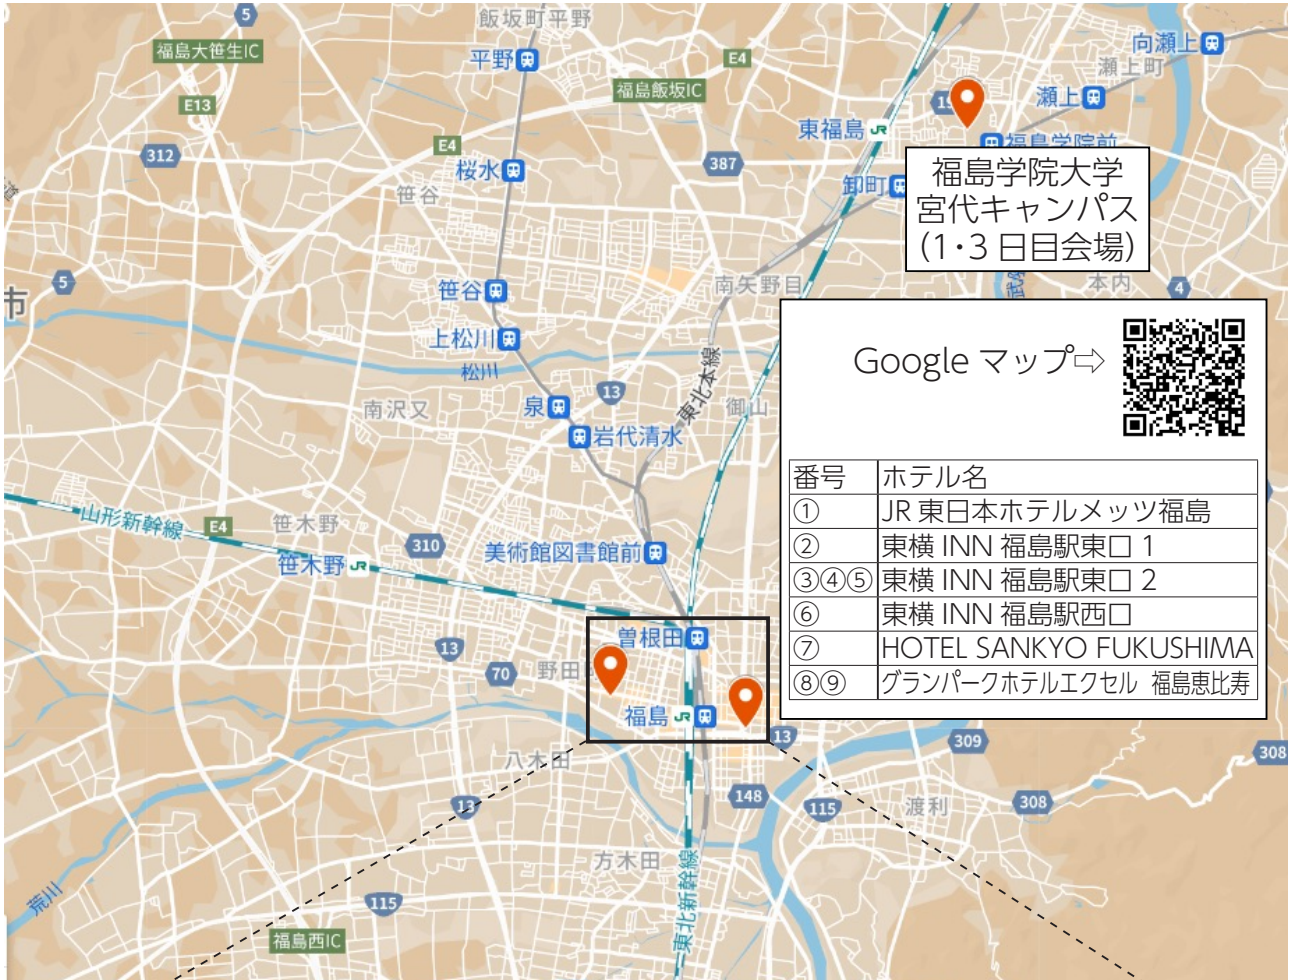 5
飯坂町平野
福島大笹生IC
平野
E4
向瀬上
瀬上町
福島飯坂IC
瀬上
E13
東福島 JR
福島学院前
312
E4
桜水
387
卸町
笹谷
福島学院大学
宮代キャンパス
(1・3 日目会場)
5
市
笹谷
南矢野目
本内
4
上松川
松川
Google マップ⇨
13
東北本線
御山
南沢又
泉
岩代清水
番号 ホテル名
① JR 東日本ホテルメッツ福島
② 東横 INN 福島駅東口 1
③④⑤ 東横 INN 福島駅東口 2
⑥ 東横 INN 福島駅西口
⑦ HOTEL SANKYO FUKUSHIMA
⑧⑨ グランパークホテルエクセル 福島恵比寿
山形新幹線
E4
笹木野
310
美術館図書館前
笹木野 JR
曽根田
13
70
野田
福島 JR
13
309
308
八木田
148
115
渡利
308
13
方木田
東北新幹線
荒川
115
福島西IC